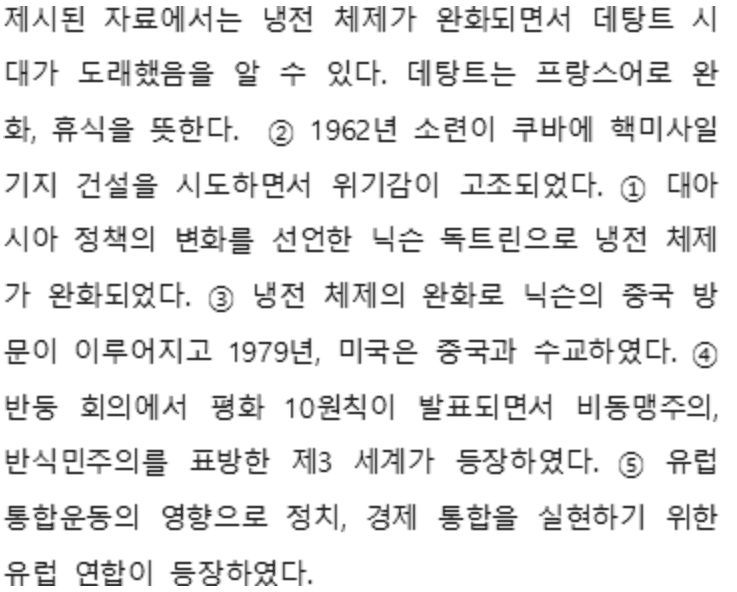 제시된 자료에서는 냉전 체제가 완화되면서 데탕트 시
대가 도래했음을 알 수 있다. 데탕트는 프랑스어로 완
화, 휴식을 뜻한다. ② 1962년 소련이 쿠바에 핵미사일
기지 건설을 시도하면서 위기감이 고조되었다. ① 대아
시아 정책의 변화를 선언한 닉슨 독트린으로 냉전 체제
가 완화되었다. ③ 냉전 체제의 완화로 닉슨의 중국 방
문이 이루어지고 1979년, 미국은 중국과 수교하였다. ④
반둥 회의에서 평화 10원칙이 발표되면서 비동맹주의,
반식민주의를 표방한 제3 세계가 등장하였다. ⑤ 유럽
통합운동의 영향으로 정치, 경제 통합을 실현하기 위한
유럽 연합이 등장하였다.